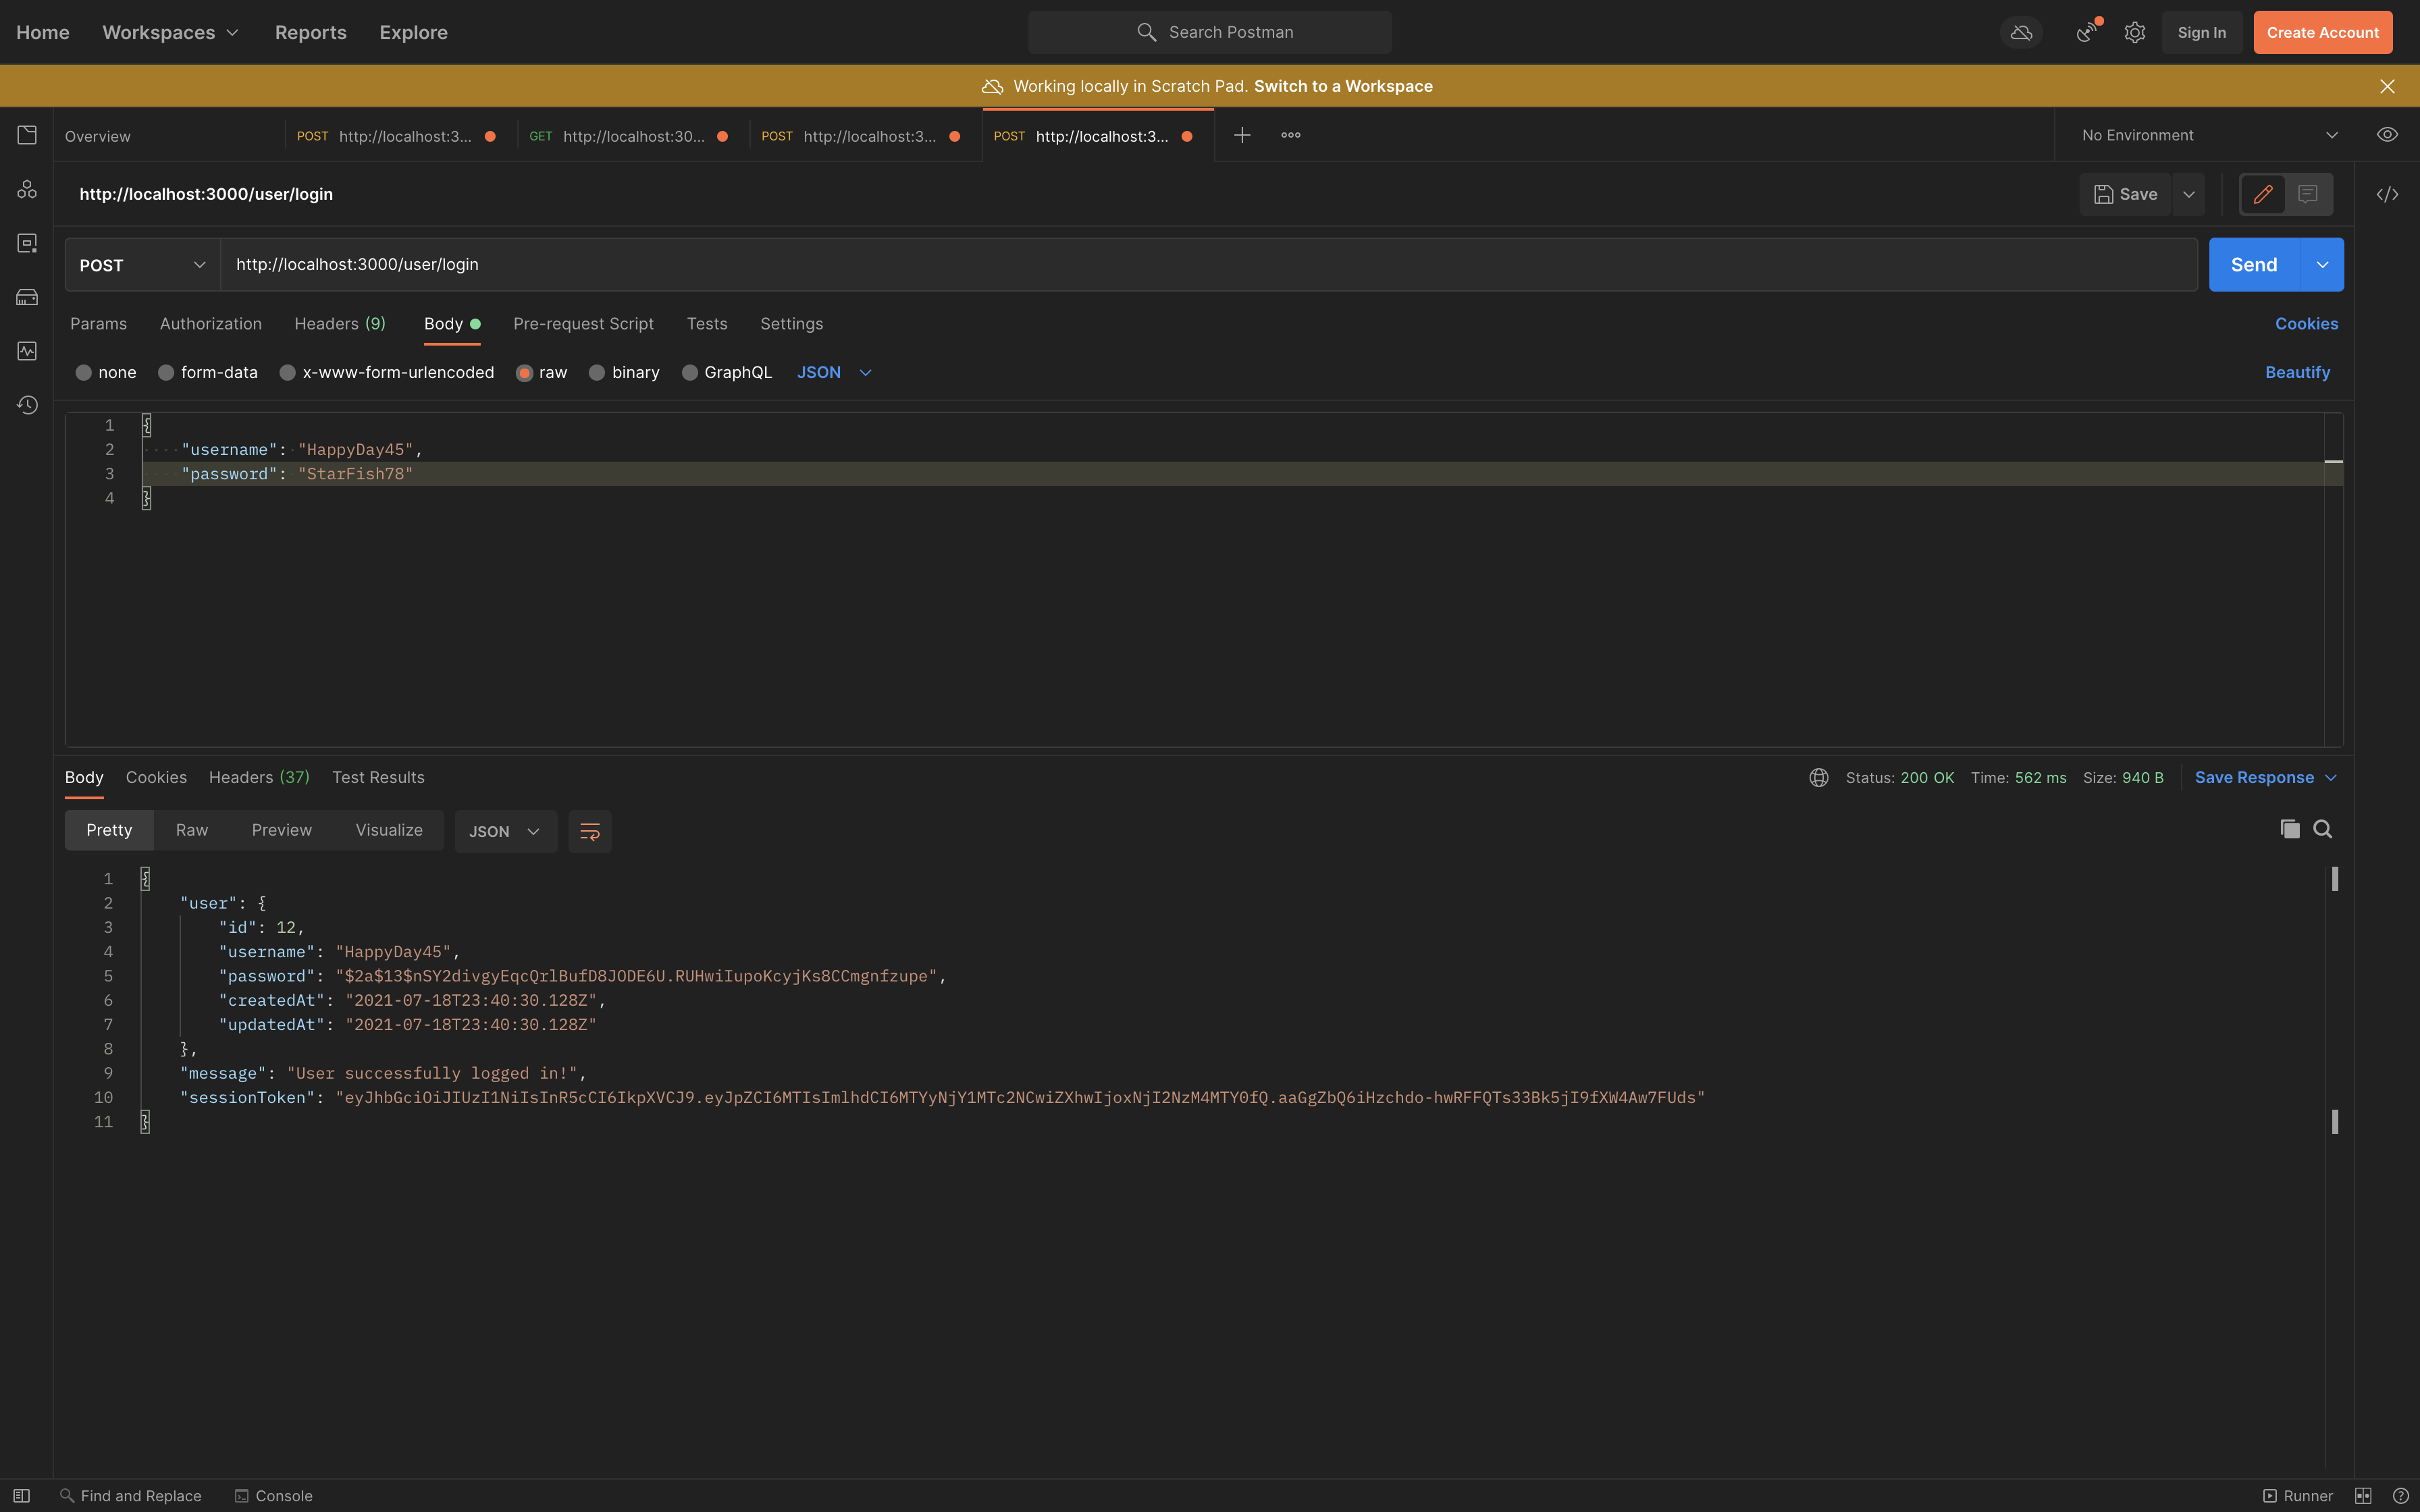 Home Workspaces Reports Explore Search Postman Sign In Create Account
Working locally in Scratch Pad. Switch to a Workspace
Overview POST http://localhost:3... GET http://localhost:30... POST http://localhost:3... POST http://localhost:3... No Environment
http://localhost:3000/user/login Save
POST http://localhost:3000/user/login Send
Params Authorization Headers (9) Body Pre-request Script Tests Settings Cookies
none form-data x-www-form-urlencoded raw binary GraphQL JSON Beautify
1 {
2 "username": "HappyDay45",
3 "password": "StarFish78"
4 }
Body Cookies Headers (37) Test Results Status: 200 OK Time: 562 ms Size: 940 B Save Response
Pretty Raw Preview Visualize JSON
1 {
2 "user": {
3 "id": 12,
4 "username": "HappyDay45",
5 "password": "$2a$13$nSY2divgyEqcQrlBufD8JODE6U.RUHwiIupoKcyjKs8CCmgnfzupe",
6 "createdAt": "2021-07-18T23:40:30.128Z",
7 "updatedAt": "2021-07-18T23:40:30.128Z"
8 },
9 "message": "User successfully logged in!",
10 "sessionToken": "eyJhbGciOiJIUzI1NiIsInR5cCI6IkpXVCJ9.eyJpZCI6MTIsImlhdCI6MTYyNjY1MTc2NCwiZXhwIjoxNjI2NzM4MTY0fQ.aaGgZbQ6iHzchdo-hwRFFQTs33Bk5jI9fXW4Aw7FUds"
11 }
Find and Replace Console Runner